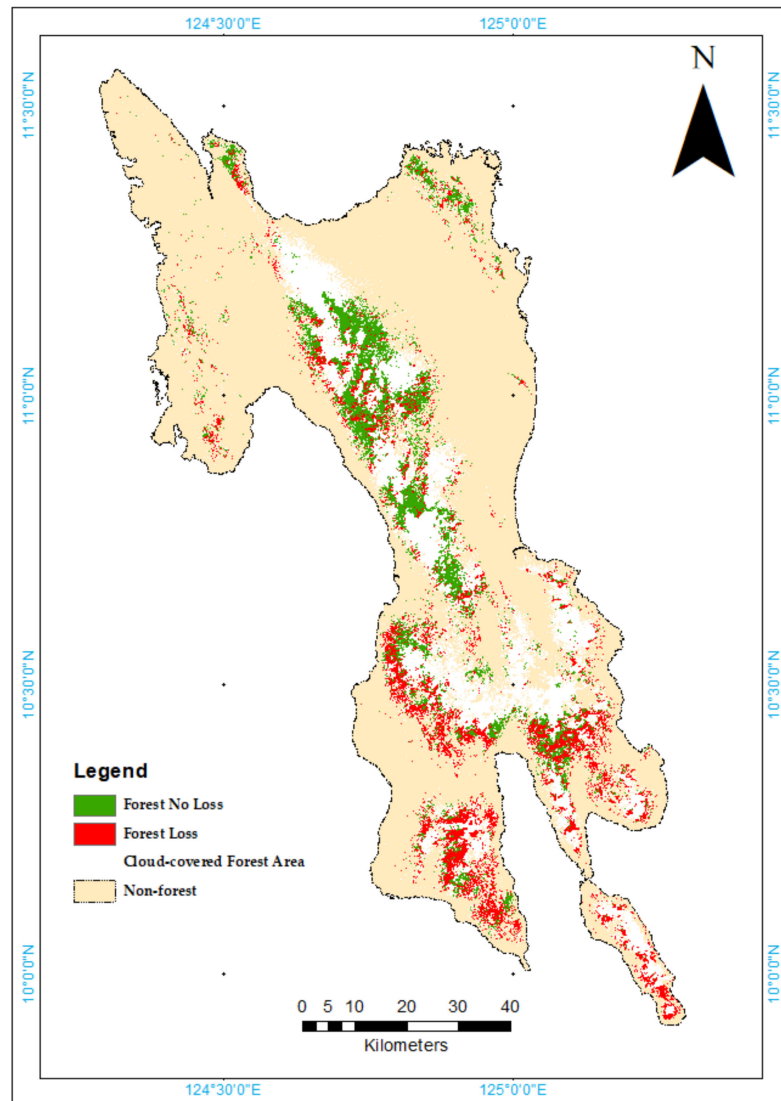 124°30'0"E 125°0'0"E
N
11°30'0"N 11°30'0"N
11°0'0"N 11°0'0"N
10°30'0"N 10°30'0"N
Legend
Forest No Loss
Forest Loss
Cloud-covered Forest Area
Non-forest
10°0'0"N 10°0'0"N
0 5 10 20 30 40
Kilometers
124°30'0"E 125°0'0"E